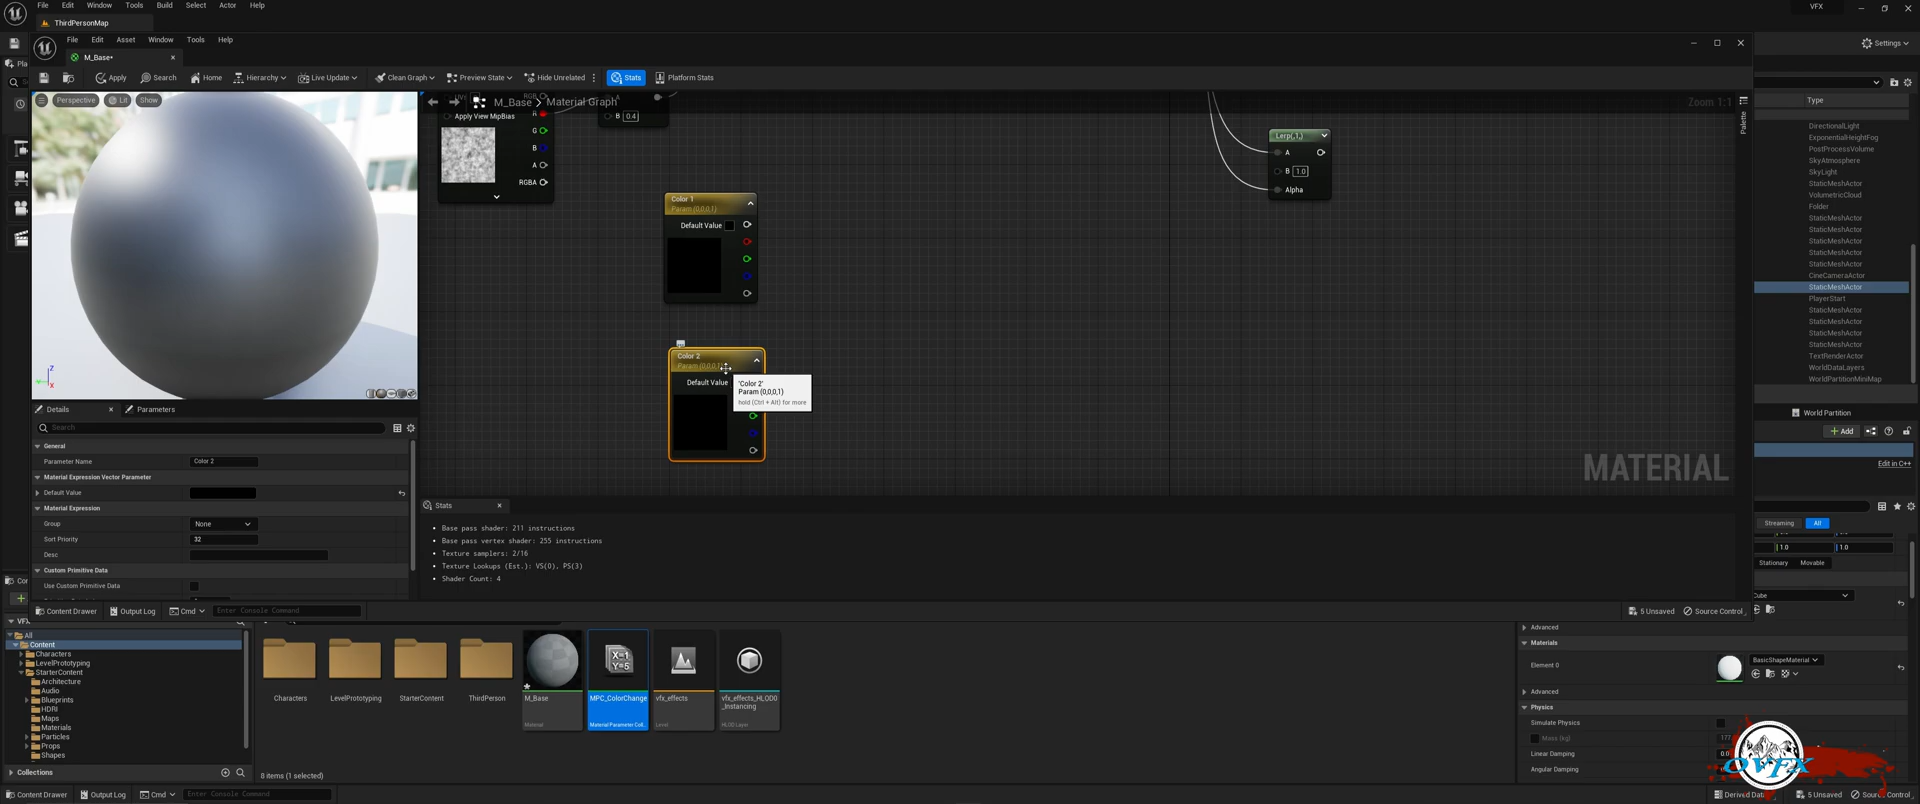 File Edit Window Tools Build Select Actor Help VFX
ThirdPersonMap
File Edit Asset Window Tools Help
M_Base•
Settings
Apply Search Home Hierarchy Live Update Clean Graph Preview State Hide Unrelated Stats Platform Stats
Perspective Lit Show
M_Base > Material Graph
Zoom 1:1
Palette
Type
Apply View MipBias
R
G
B
A
RGBA
B 0.4
Lerp(,1,)
A
B 1.0
Alpha
DirectionalLight
ExponentialHeightFog
PostProcessVolume
SkyAtmosphere
SkyLight
StaticMeshActor
VolumetricCloud
Folder
StaticMeshActor
StaticMeshActor
StaticMeshActor
StaticMeshActor
StaticMeshActor
CineCameraActor
StaticMeshActor
PlayerStart
StaticMeshActor
StaticMeshActor
StaticMeshActor
StaticMeshActor
TextRenderActor
WorldDataLayers
WorldPartitionMiniMap
Color 1
Param (0,0,0,1)
Default Value
Color 2
Param (0,0,0,1)
Default Value
'Color 2'
Param (0,0,0,1)
hold (Ctrl + Alt) for more
MATERIAL
Z
X
Details Parameters
Search
General
Parameter Name Color 2
Material Expression Vector Parameter
Default Value
Material Expression
Group None
Sort Priority 32
Desc
Custom Primitive Data
Use Custom Primitive Data
Stats
Base pass shader: 211 instructions
Base pass vertex shader: 255 instructions
Texture samplers: 2/16
Texture Lookups (Est.): VS(0), PS(3)
Shader Count: 4
World Partition
Add
Edit in C++
Streaming All
1.0 1.0
Stationary Movable
Cube
Content Drawer Output Log Cmd Enter Console Command
5 Unsaved Source Control
All
Content
Characters
LevelPrototyping
StarterContent
Architecture
Audio
Blueprints
HDRI
Maps
Materials
Particles
Props
Shapes
Collections
Characters LevelPrototyping StarterContent ThirdPerson
M_Base
Material
MPC_ColorChange
Material Parameter Coll...
vfx_effects
Level
vfx_effects_HLOD0
_Instancing
HLOD Layer
8 items (1 selected)
Advanced
Materials
Element 0 BasicShapeMaterial
Advanced
Physics
Simulate Physics
Mass (kg)
Linear Damping 0.0
Angular Damping
OVFX
Content Drawer Output Log Cmd Enter Console Command
5 Unsaved